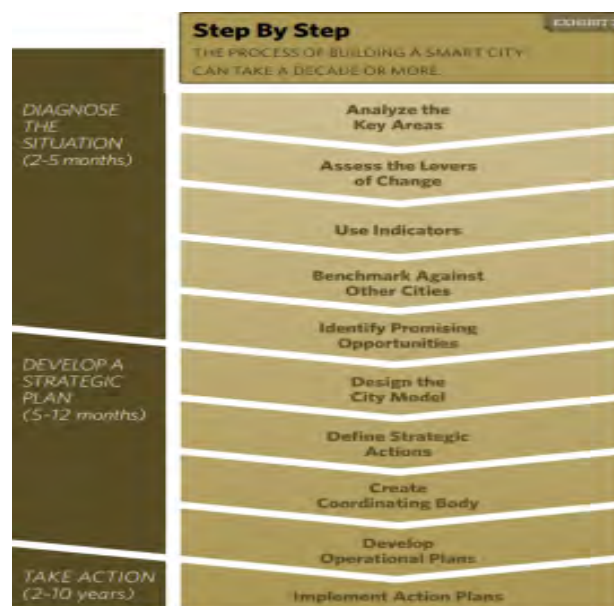 EXHIBIT
Step By Step
THE PROCESS OF BUILDING A SMART CITY
CAN TAKE A DECADE OR MORE.
DIAGNOSE
THE
SITUATION
(2-5 months)
Analyze the
Key Areas
Assess the Levers
of Change
Use Indicators
Benchmark Against
Other Cities
Identify Promising
Opportunities
DEVELOP A
STRATEGIC
PLAN
(5-12 months)
Design the
City Model
Define Strategic
Actions
Create
Coordinating Body
Develop
Operational Plans
TAKE ACTION
(2-10 years)
Implement Action Plans